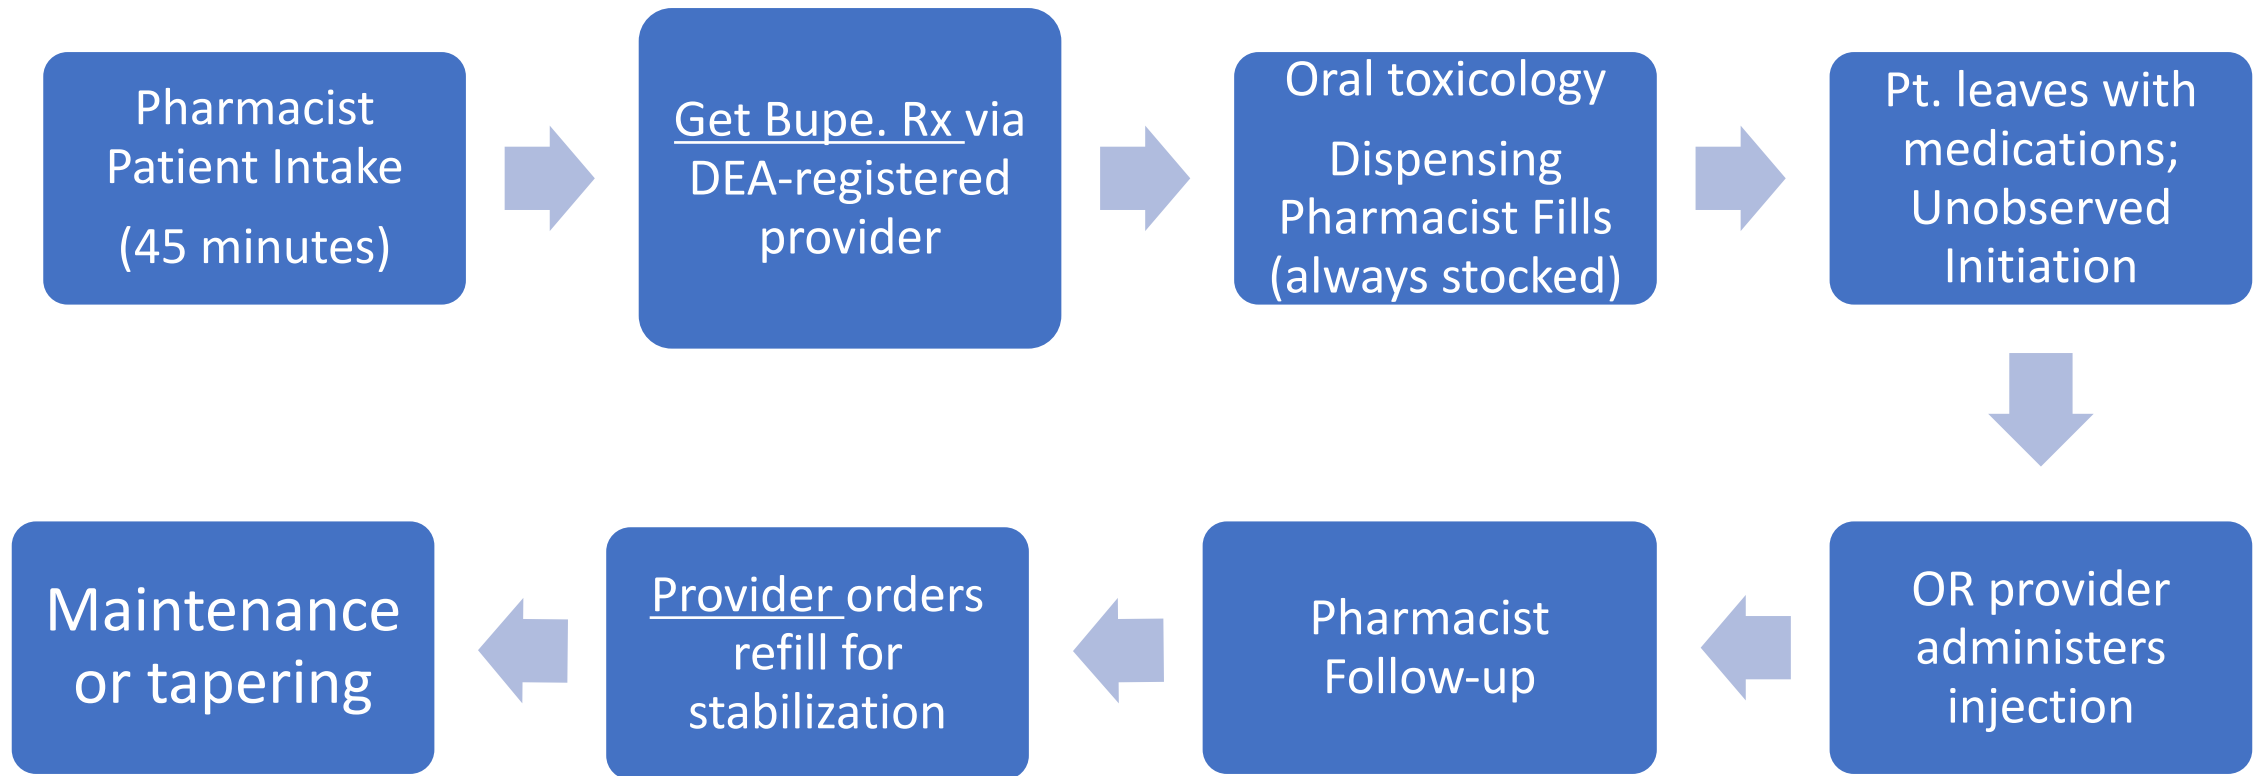 Pharmacist
Patient Intake
(45 minutes)
Get Bupe. Rx via
DEA-registered
provider
Oral toxicology
Dispensing
Pharmacist Fills
(always stocked)
Pt. leaves with
medications;
Unobserved
Initiation
OR provider
administers
injection
Pharmacist
Follow-up
Provider orders
refill for
stabilization
Maintenance
or tapering